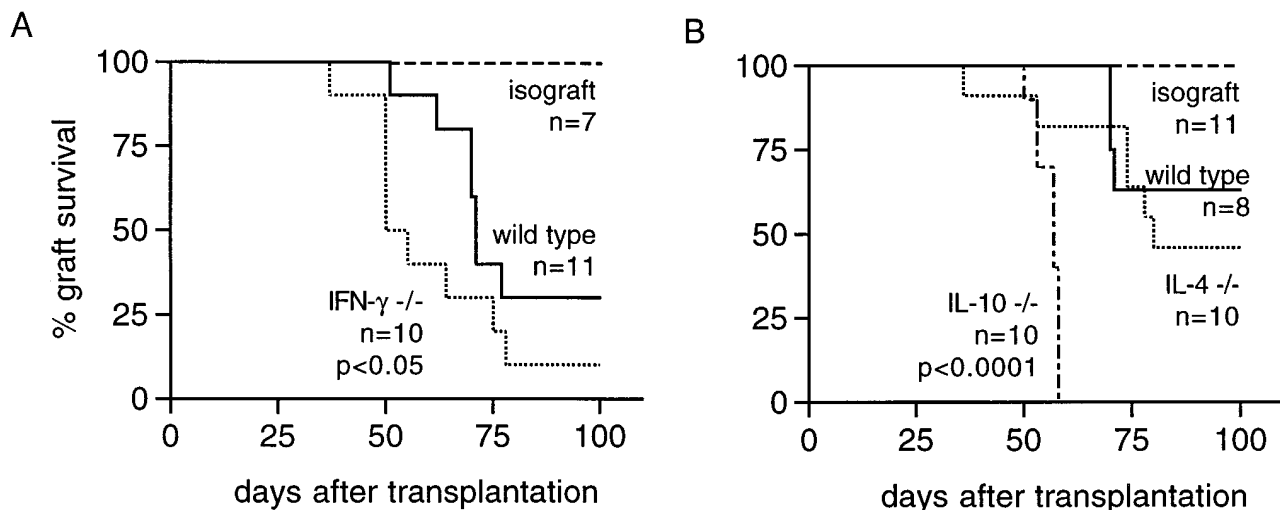 A
% graft survival
100
75
50
25
0
isograft
n=7
wild type
n=11
IFN-γ -/-
n=10
p<0.05
0 25 50 75 100
days after transplantation
B
100
75
50
25
0
isograft
n=11
wild type
n=8
IL-10 -/-
n=10
p<0.0001
IL-4 -/-
n=10
0 25 50 75 100
days after transplantation